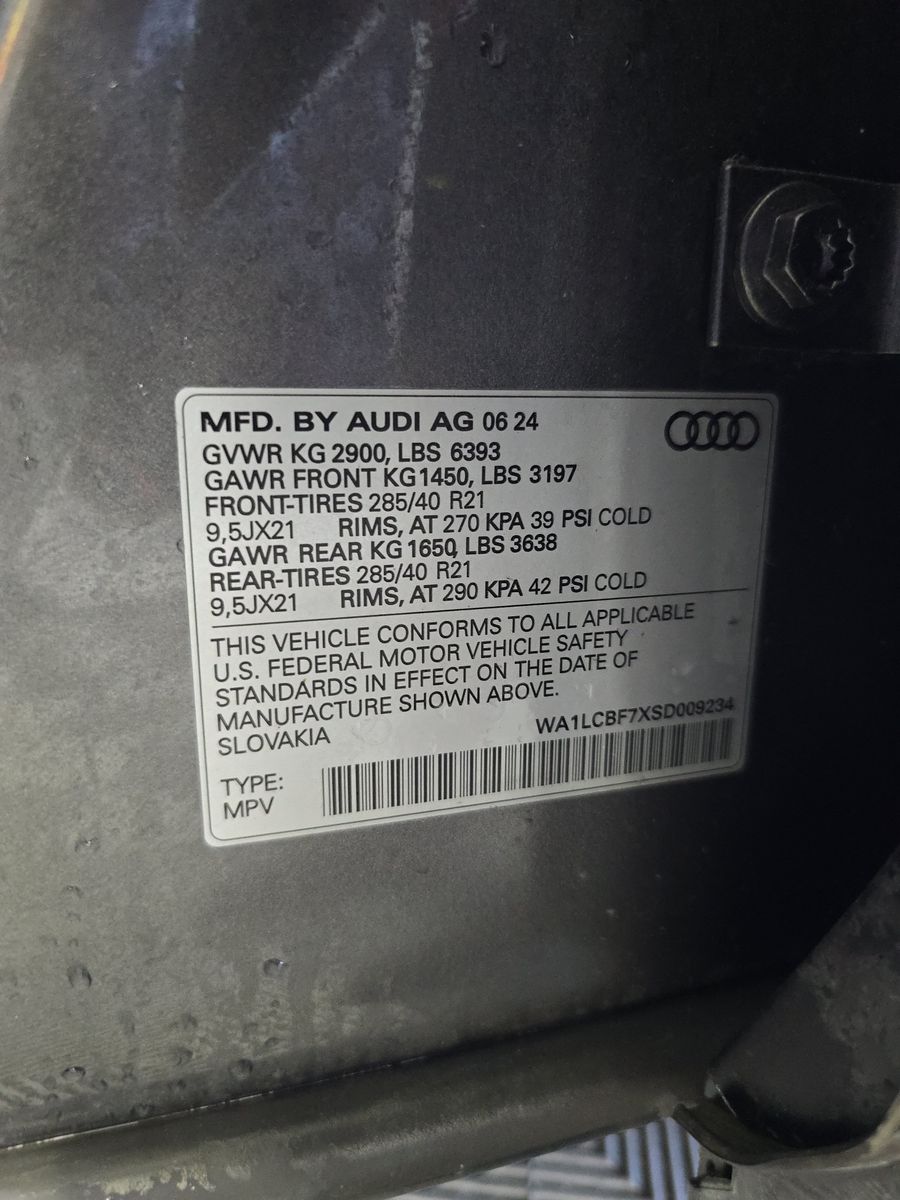 MFD. BY AUDI AG 06 24
GVWR KG 2900, LBS 6393
GAWR FRONT KG1450, LBS 3197
FRONT-TIRES 285/40 R21
9,5JX21 RIMS, AT 270 KPA 39 PSI COLD
GAWR REAR KG 1650, LBS 3638
REAR-TIRES 285/40 R21
9,5JX21 RIMS, AT 290 KPA 42 PSI COLD
THIS VEHICLE CONFORMS TO ALL APPLICABLE
U.S. FEDERAL MOTOR VEHICLE SAFETY
STANDARDS IN EFFECT ON THE DATE OF
MANUFACTURE SHOWN ABOVE.
SLOVAKIA WA1LCBF7XSD009234
TYPE:
MPV